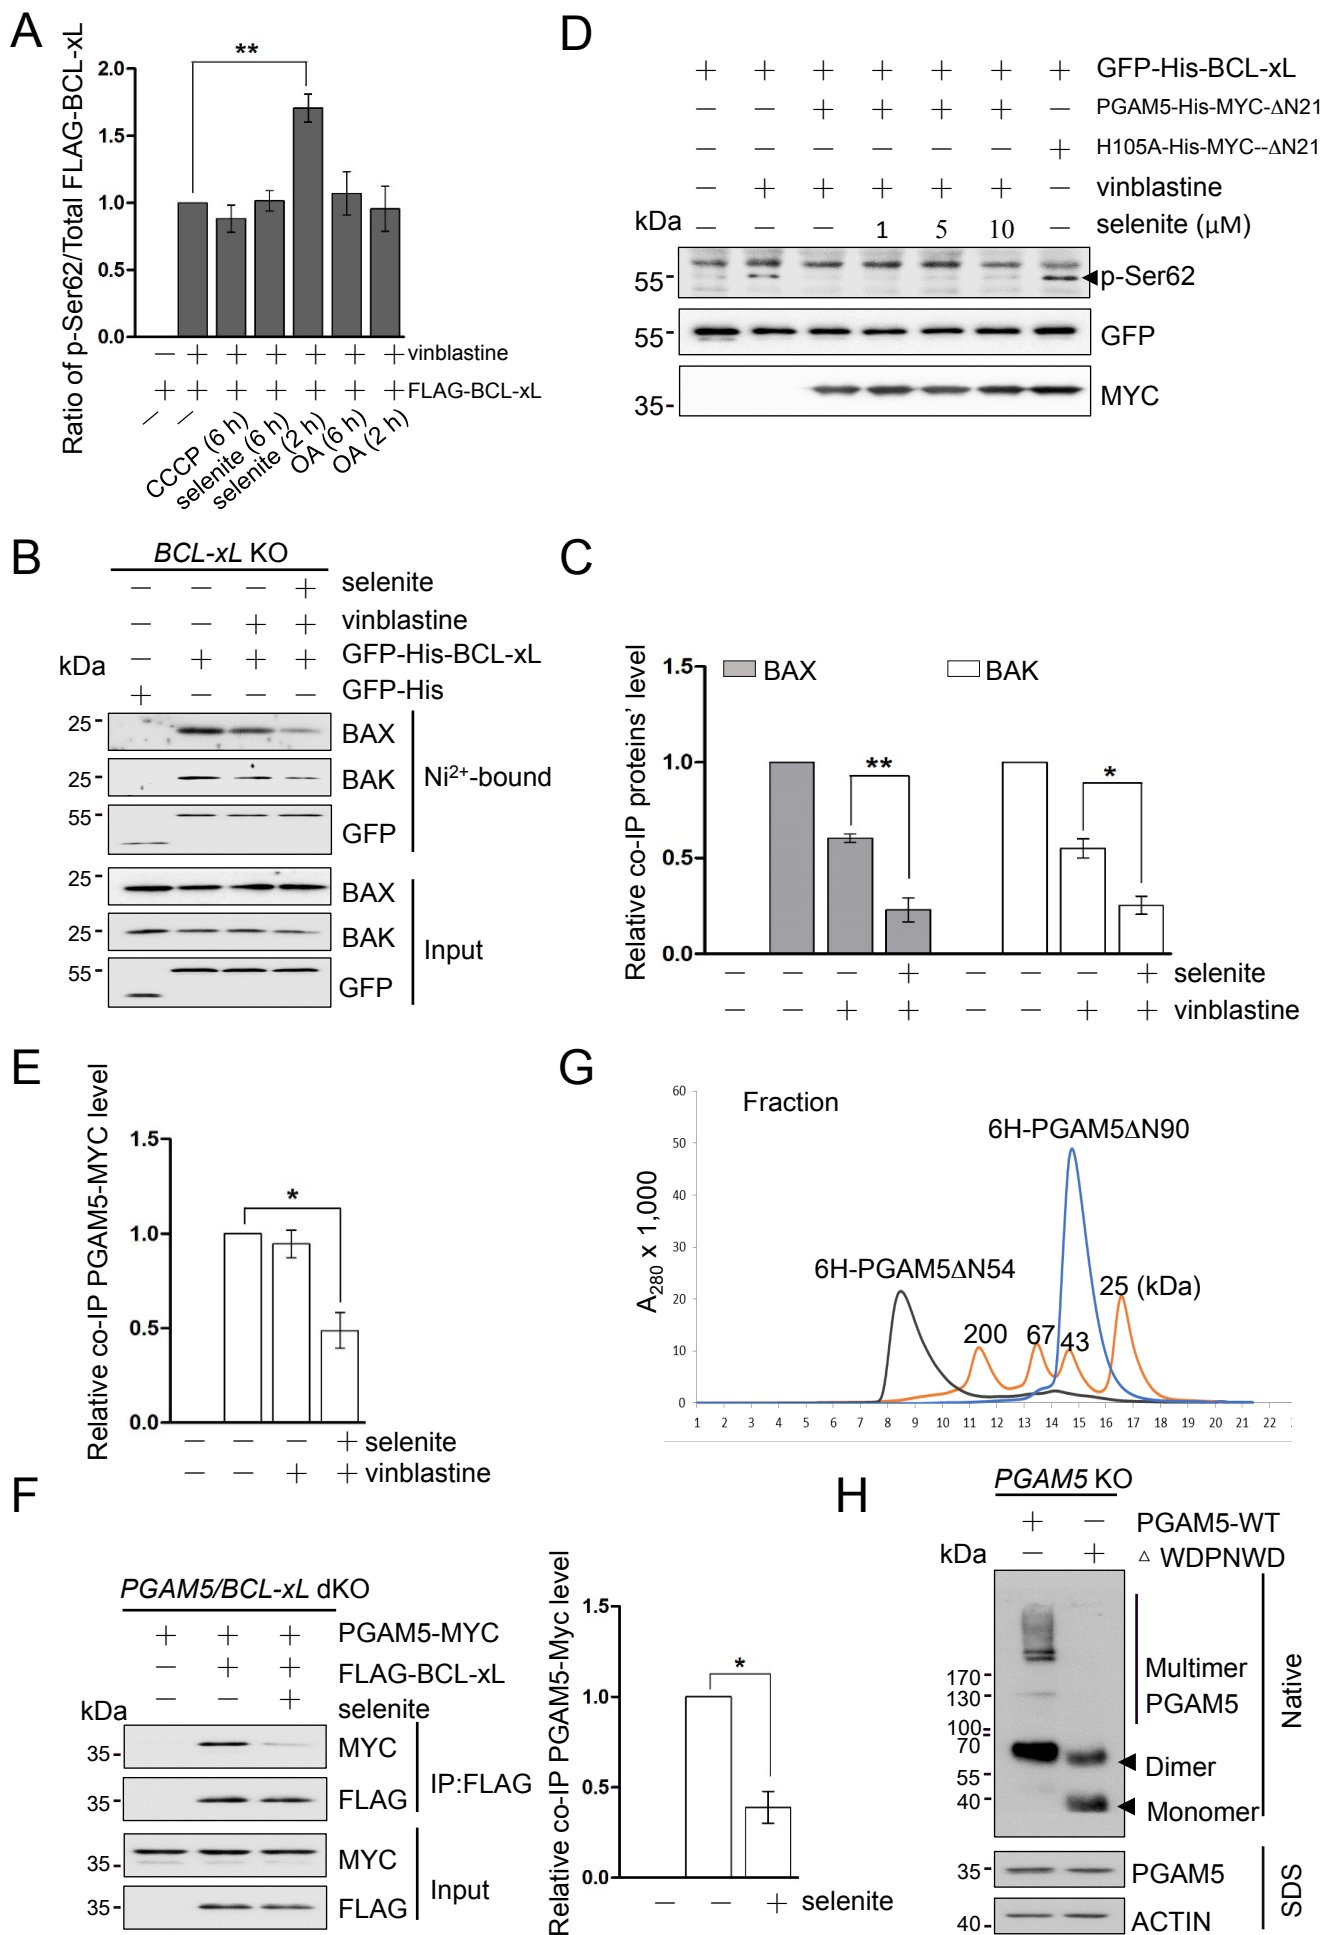 A
Ratio of p-Ser62/Total FLAG-BCL-xL
**
2.0
1.5
1.0
0.5
0.0
— + + + + + + vinblastine
+ + + + + + + FLAG-BCL-xL
— — CCCP (6 h) selenite (6 h) selenite (2 h) OA (6 h) OA (2 h)
D
+ + + + + + + GFP-His-BCL-xL
— — + + + + — PGAM5-His-MYC-ΔN21
— — — — — — + H105A-His-MYC--ΔN21
— + + + + + — vinblastine
kDa — — — 1 5 10 — selenite (μM)
55- p-Ser62
55- GFP
35- MYC
B
BCL-xL KO
— — — + selenite
— — + + vinblastine
kDa — + + + GFP-His-BCL-xL
+ — — — GFP-His
25- BAX
25- BAK
55- GFP
Ni2+-bound
25- BAX
25- BAK
55- GFP
Input
C
Relative co-IP proteins' level
BAX BAK
1.5
1.0
0.5
0.0
** *
— — — + — — — + selenite
— — + + — — + + vinblastine
E
Relative co-IP PGAM5-MYC level
1.5
1.0
0.5
0.0
*
— — — + selenite
— — + + vinblastine
G
Fraction
A280 x 1,000
60
50
40
30
20
10
0
6H-PGAM5ΔN90
6H-PGAM5ΔN54
200 67 43 25 (kDa)
1 2 3 4 5 6 7 8 9 10 11 12 13 14 15 16 17 18 19 20 21 22
F
PGAM5/BCL-xL dKO
+ + + PGAM5-MYC
— + + FLAG-BCL-xL
— — + selenite
kDa
35- MYC
35- FLAG
IP:FLAG
35- MYC
35- FLAG
Input
Relative co-IP PGAM5-Myc level
1.5
1.0
0.5
0.0
*
— — + selenite
H
PGAM5 KO
+ — PGAM5-WT
kDa — + △ WDPNWD
170-
130-
100-
70
55-
40-
Multimer
PGAM5
Dimer
Monomer
Native
35- PGAM5
40- ACTIN
SDS